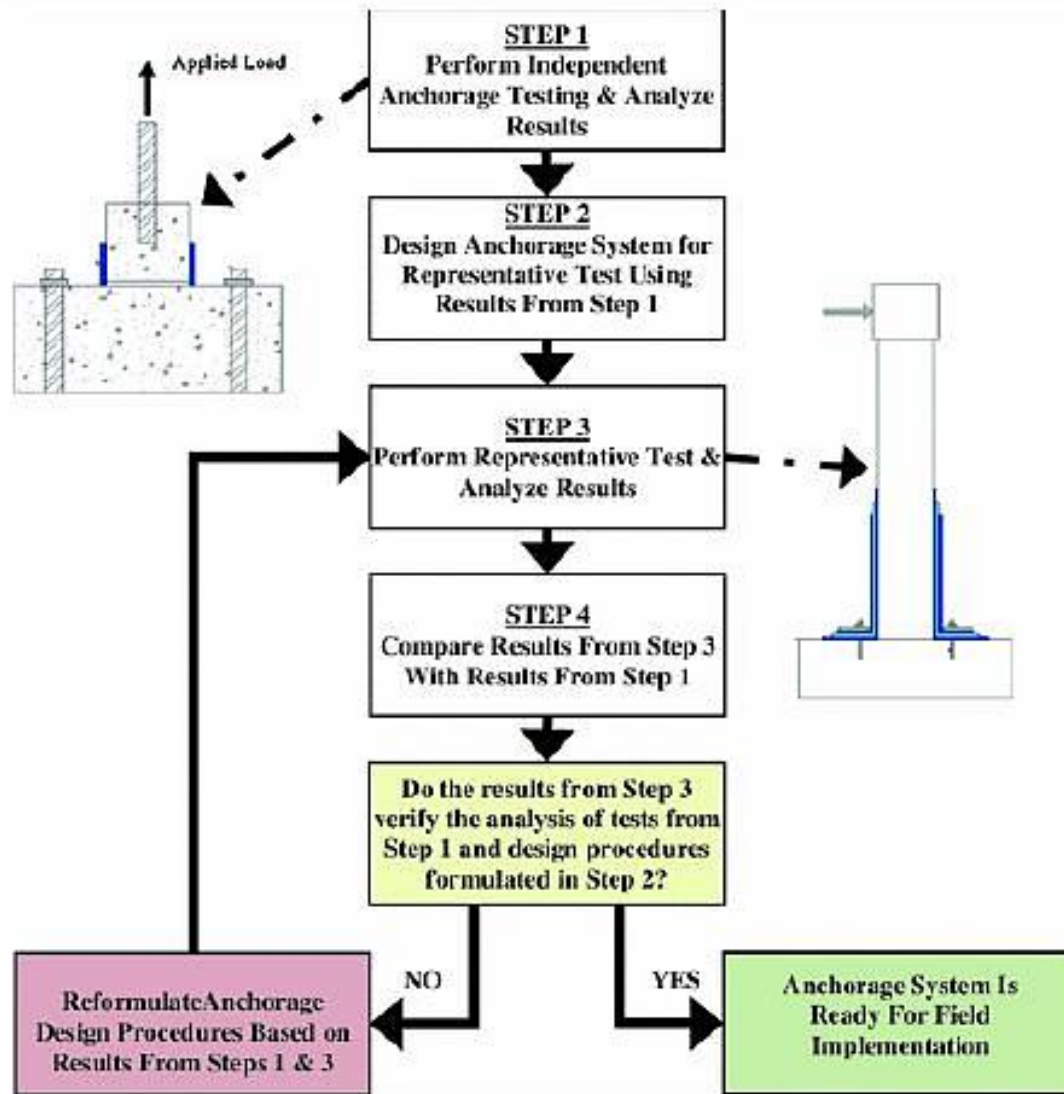 Applied Load
STEP 1
Perform Independent
Anchorage Testing & Analyze
Results
STEP 2
Design Anchorage System for
Representative Test Using
Results From Step 1
STEP 3
Perform Representative Test &
Analyze Results
STEP 4
Compare Results From Step 3
With Results From Step 1
Do the results from Step 3
verify the analysis of tests from
Step 1 and design procedures
formulated in Step 2?
NO
YES
ReformulateAnchorage
Design Procedures Based on
Results From Steps 1 & 3
Anchorage System Is
Ready For Field
Implementation